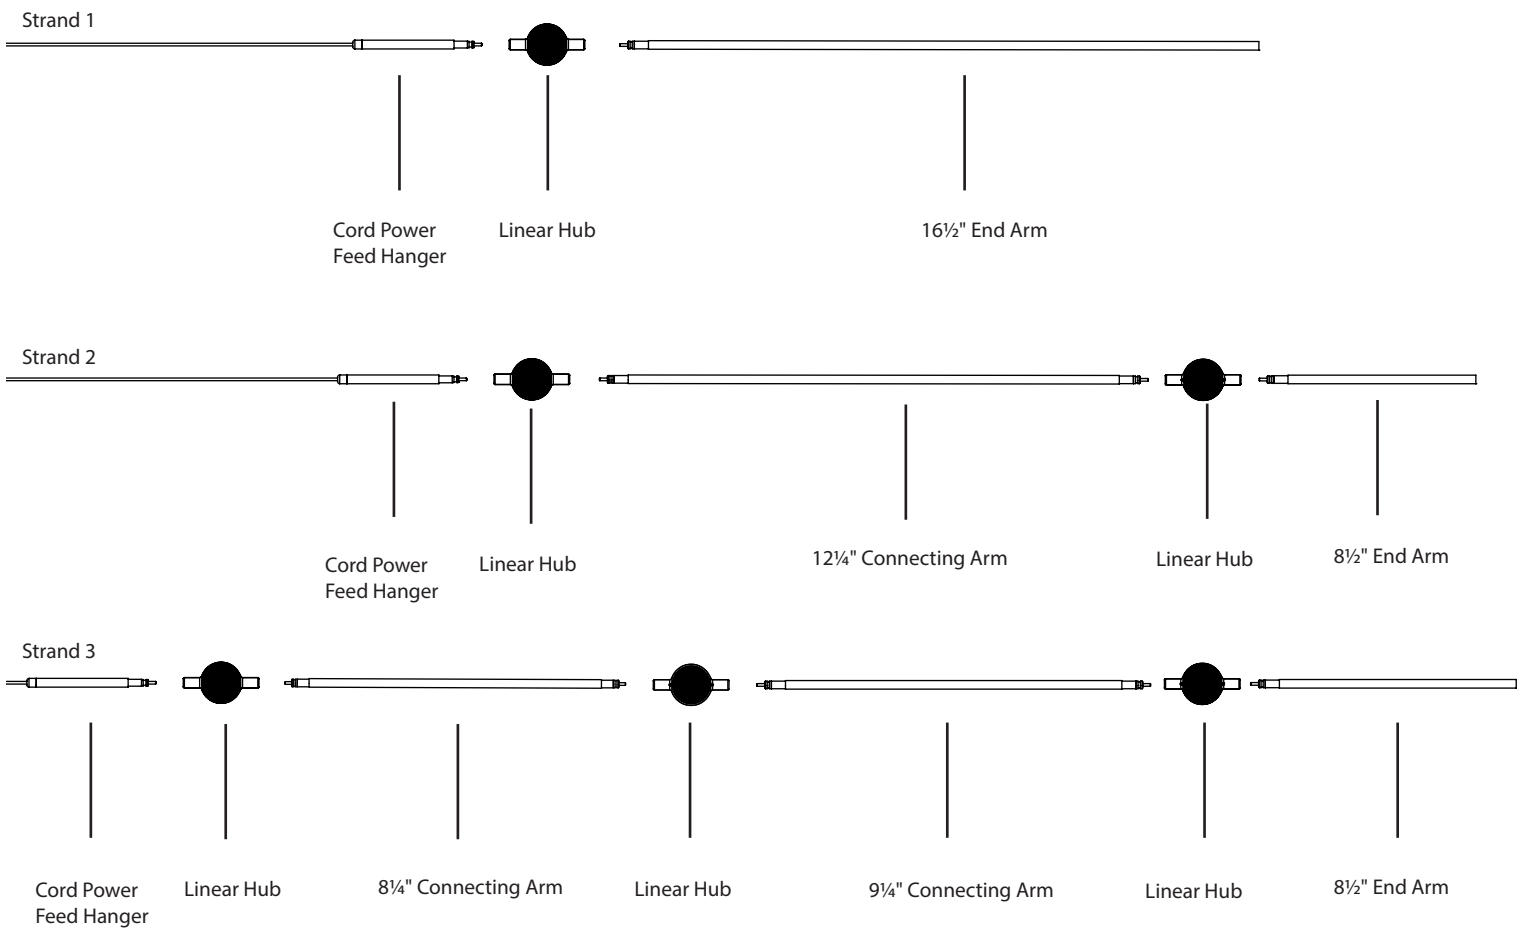 Strand 1
Cord Power
Feed Hanger
Linear Hub
16½" End Arm
Strand 2
Cord Power
Feed Hanger
Linear Hub
12¼" Connecting Arm
Linear Hub
8½" End Arm
Strand 3
Cord Power
Feed Hanger
Linear Hub
8¼" Connecting Arm
Linear Hub
9¼" Connecting Arm
Linear Hub
8½" End Arm